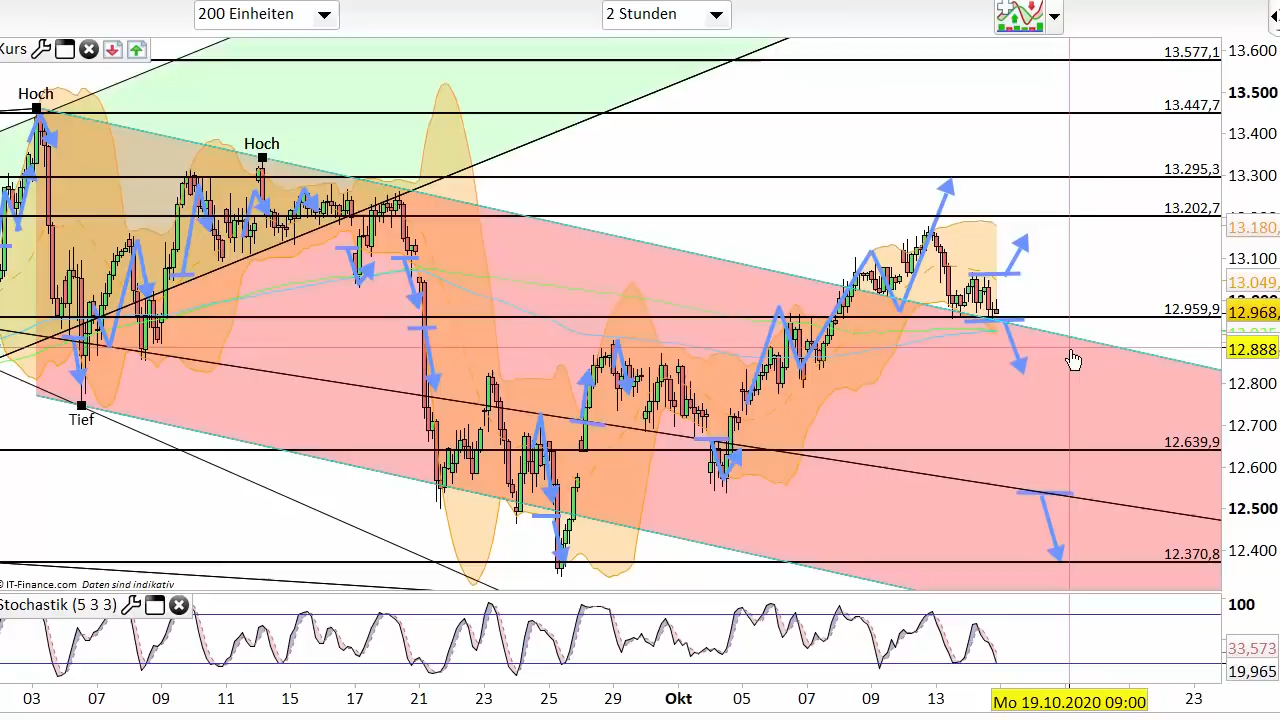 200 Einheiten
2 Stunden
Kurs
Hoch
Hoch
Tief
13.577,1
13.447,7
13.295,3
13.202,7
12.959,9
12.639,9
12.370,8
13.600
13.500
13.400
13.300
13.180,
13.100
13.049,
12.968,
12.888
12.800
12.700
12.600
12.500
12.400
© IT-Finance.com Daten sind indikativ
Stochastik (5 3 3)
100
33,573
19,965
03 07 09 11 15 17 21 23 25 29 Okt 05 07 09 13 Mo 19.10.2020 09:00 23